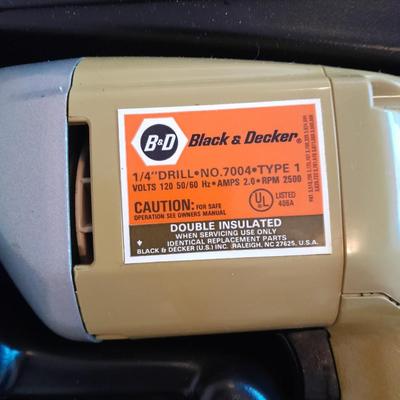 B&D Black & Decker®
1/4" DRILL • NO. 7004 • TYPE 1
VOLTS 120 50/60 Hz • AMPS 2.0 • RPM 2500
CAUTION: FOR SAFE
OPERATION SEE OWNERS MANUAL
UL ® LISTED
406A
DOUBLE INSULATED
WHEN SERVICING USE ONLY
IDENTICAL REPLACEMENT PARTS
BLACK & DECKER (U.S.) INC. RALEIGH, NC 27625, U.S.A.